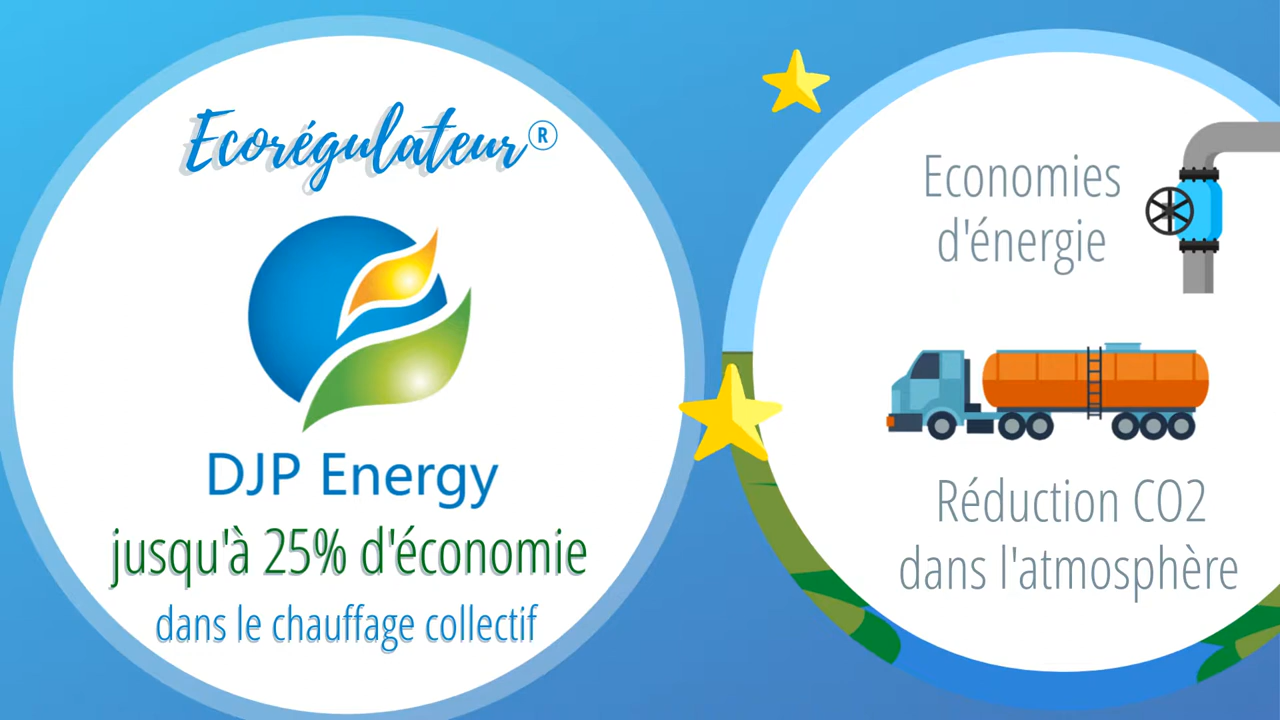 Ecorégulateur®
DJP Energy
jusqu'à 25% d'économie
dans le chauffage collectif
Economies
d'énergie
Réduction CO2
dans l'atmosphère